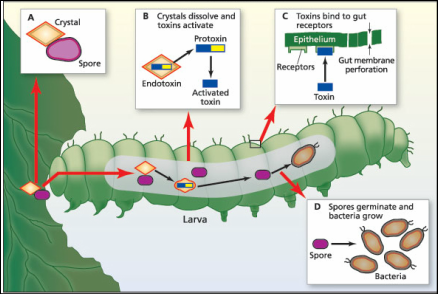 A
Crystal
Spore
B Crystals dissolve and
toxins activate
Protoxin
Endotoxin
Activated
toxin
C Toxins bind to gut
receptors
Epithelium
Receptors
Gut membrane
perforation
Toxin
Larva
D Spores germinate and
bacteria grow
Spore
Bacteria